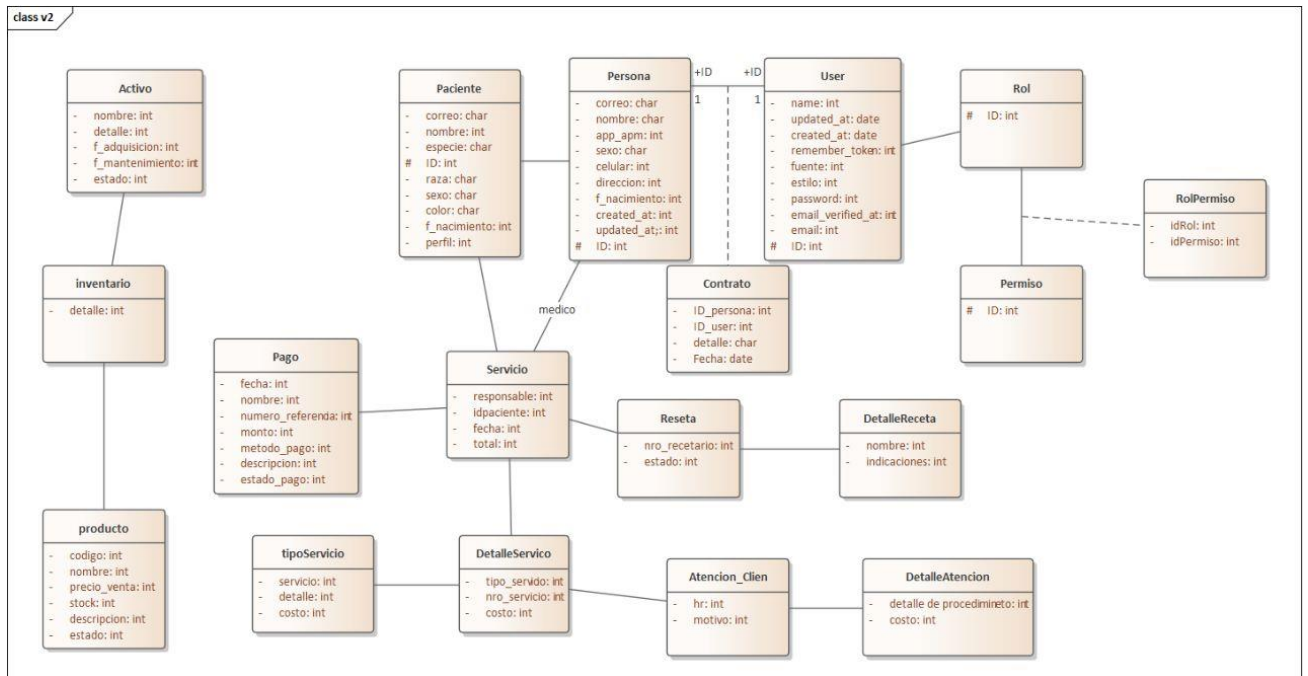 class v2
Activo
- nombre: int
- detalle: int
- f_adquisicion: int
- f_mantenimiento: int
- estado: int
Paciente
- correo: char
- nombre: int
- especie: char
# ID: int
- raza: char
- sexo: char
- color: char
- f_nacimiento: int
- perfil: int
Persona
- correo: char
- nombre: char
- app_apm: int
- sexo: char
- celular: int
- direccion: int
- f_nacimiento: int
- created_at: int
- updated_at;: int
# ID: int
+ID
1
+ID
1
User
- name: int
- updated_at: date
- created_at: date
- remember_token: int
- fuente: int
- estilo: int
- password: int
- email_verified_at: int
- email: int
# ID: int
Rol
# ID: int
RolPermiso
- idRol: int
- idPermiso: int
inventario
- detalle: int
medico
Contrato
- ID_persona: int
- ID_user: int
- detalle: char
- Fecha: date
Permiso
# ID: int
Pago
- fecha: int
- nombre: int
- numero_referenda: int
- monto: int
- metodo_pago: int
- descripcion: int
- estado_pago: int
Servicio
- responsable: int
- idpaciente: int
- fecha: int
- total: int
Reseta
- nro_recetario: int
- estado: int
DetalleReceta
- nombre: int
- indicaciones: int
producto
- codigo: int
- nombre: int
- precio_venta: int
- stock: int
- descripcion: int
- estado: int
tipoServicio
- servicio: int
- detalle: int
- costo: int
DetalleServico
- tipo_servido: int
- nro_servicio: int
- costo: int
Atencion_Clien
- hr: int
- motivo: int
DetalleAtencion
- detalle de procedimineto: int
- costo: int